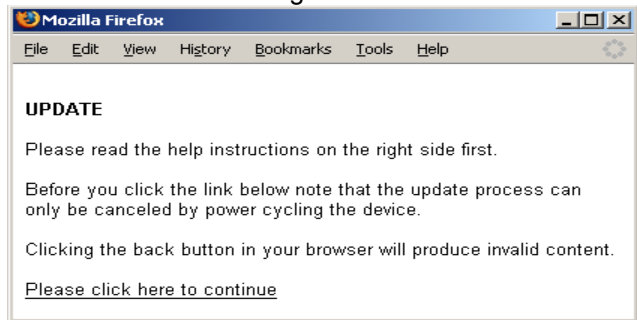 Mozilla Firefox
File Edit View History Bookmarks Tools Help
UPDATE
Please read the help instructions on the right side first.
Before you click the link below note that the update process can
only be canceled by power cycling the device.
Clicking the back button in your browser will produce invalid content.
Please click here to continue